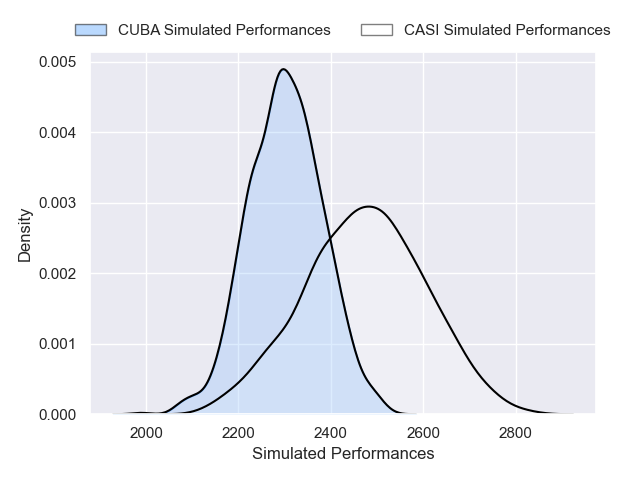 CUBA Simulated Performances CASI Simulated Performances
0.005
0.004
0.003
0.002
0.001
0.000
Density
2000 2200 2400 2600 2800
Simulated Performances